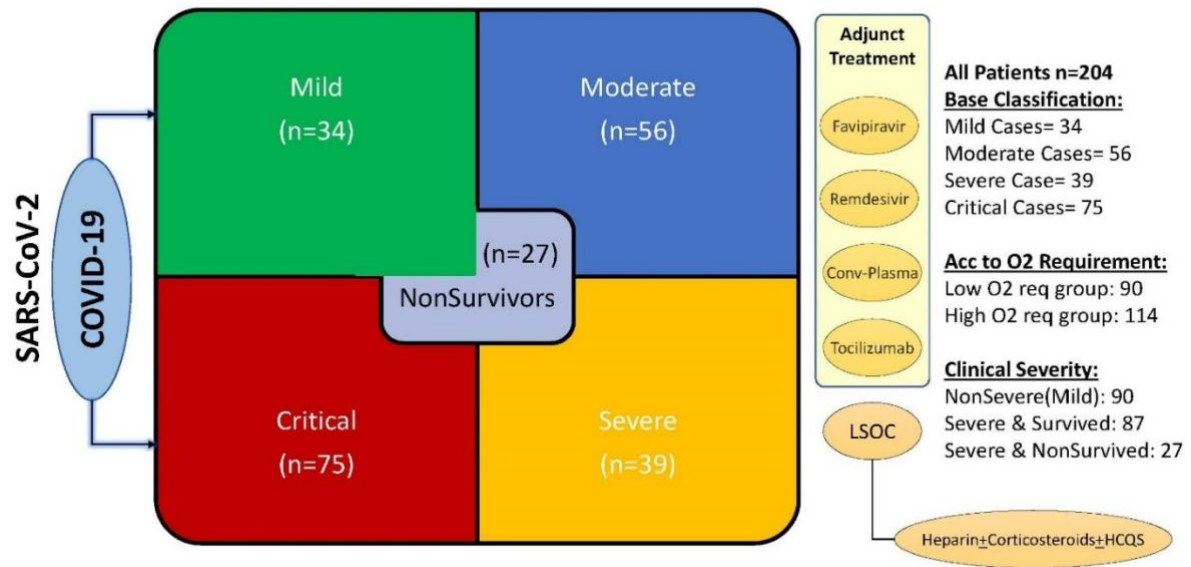 SARS-CoV-2
COVID-19
Mild
(n=34)
Moderate
(n=56)
(n=27)
NonSurvivors
Critical
(n=75)
Severe
(n=39)
Adjunct
Treatment
Favipiravir
Remdesivir
Conv-Plasma
Tocilizumab
LSOC
Heparin±Corticosteroids±HCQS
All Patients n=204
Base Classification:
Mild Cases= 34
Moderate Cases= 56
Severe Case= 39
Critical Cases= 75
Acc to O2 Requirement:
Low O2 req group: 90
High O2 req group: 114
Clinical Severity:
NonSevere(Mild): 90
Severe & Survived: 87
Severe & NonSurvived: 27